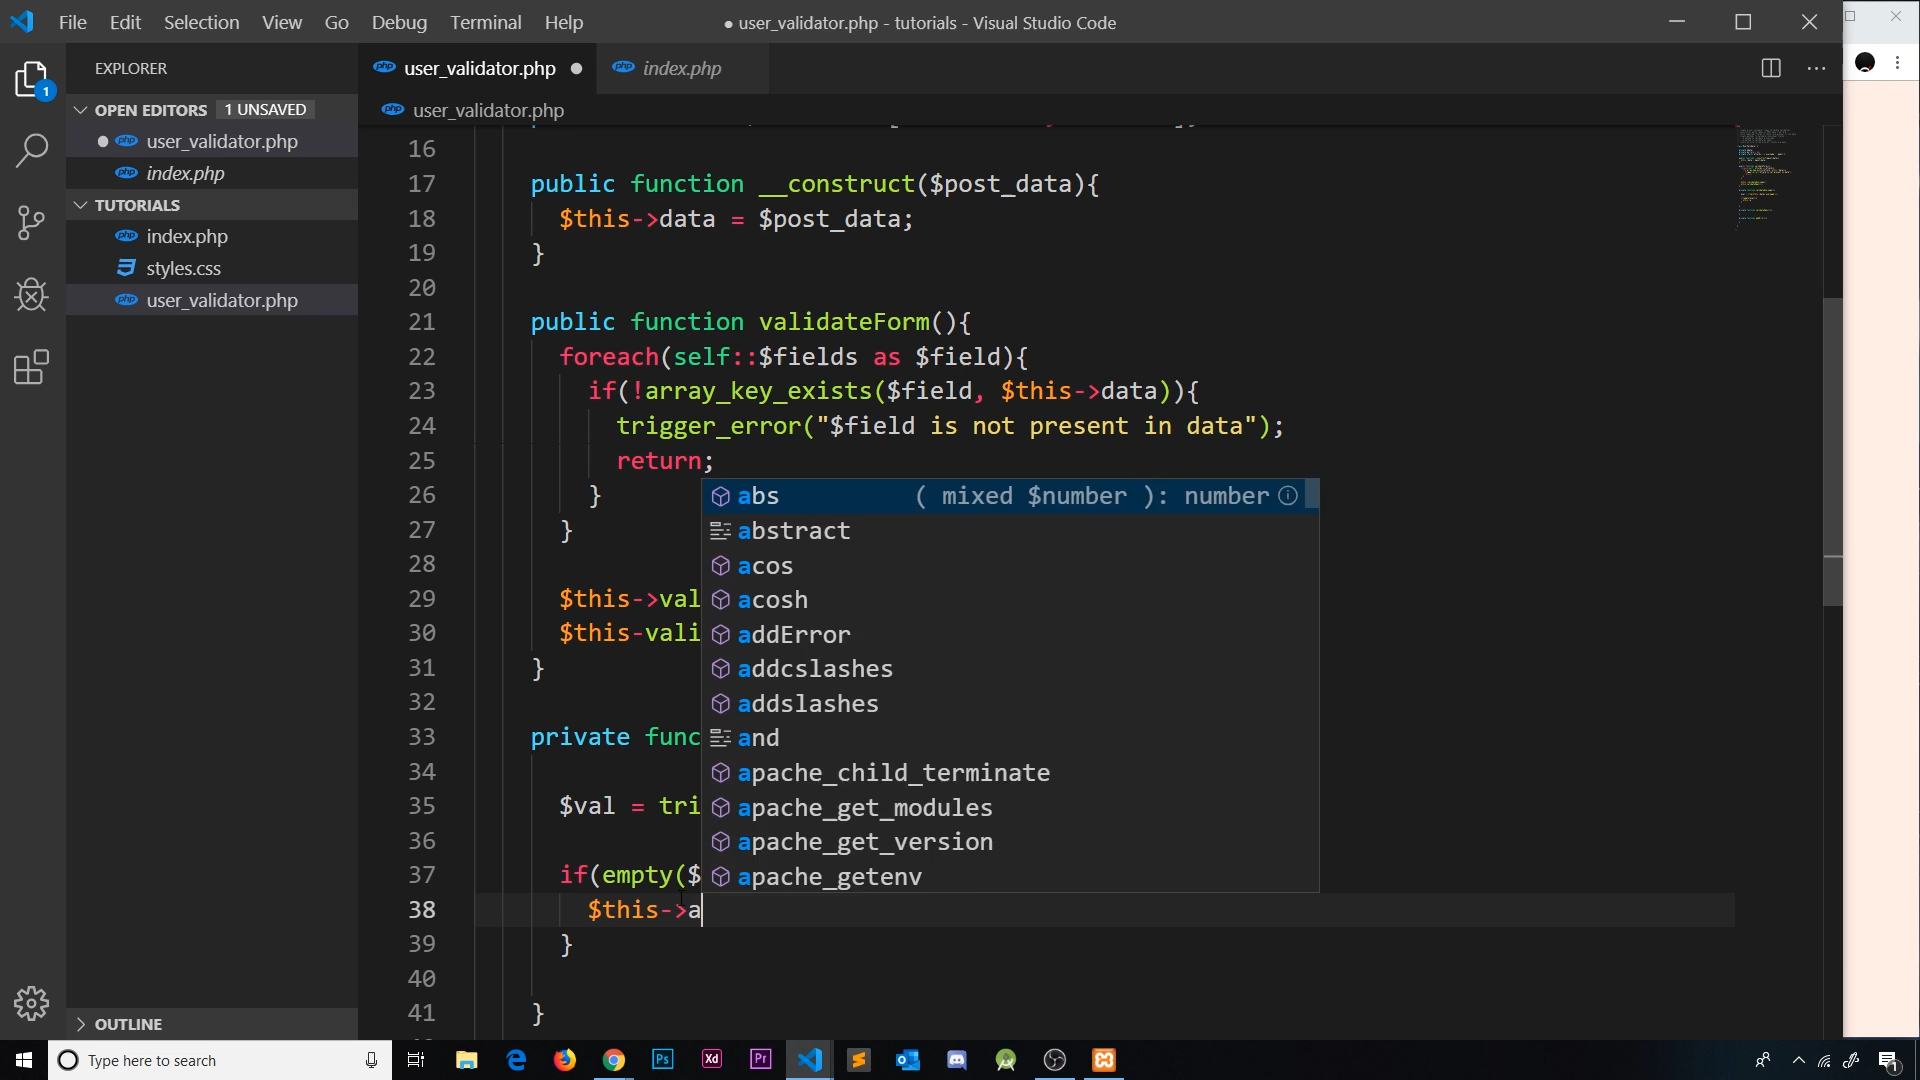 File Edit Selection View Go Debug Terminal Help
● user_validator.php - tutorials - Visual Studio Code
EXPLORER
OPEN EDITORS 1 UNSAVED
user_validator.php
index.php
TUTORIALS
index.php
styles.css
user_validator.php
OUTLINE
1
user_validator.php
index.php
user_validator.php
16
17 public function __construct($post_data){
18 $this->data = $post_data;
19 }
20
21 public function validateForm(){
22 foreach(self::$fields as $field){
23 if(!array_key_exists($field, $this->data)){
24 trigger_error("$field is not present in data");
25 return;
26 }
27 }
28
29 $this->val
30 $this-vali
31 }
32
33 private func
34
35 $val = tri
36
37 if(empty($
38 $this->a
39 }
40
41 }
abs ( mixed $number ): number
abstract
acos
acosh
addError
addcslashes
addslashes
and
apache_child_terminate
apache_get_modules
apache_get_version
apache_getenv
Type here to search
Ps
Xd
Pr
1